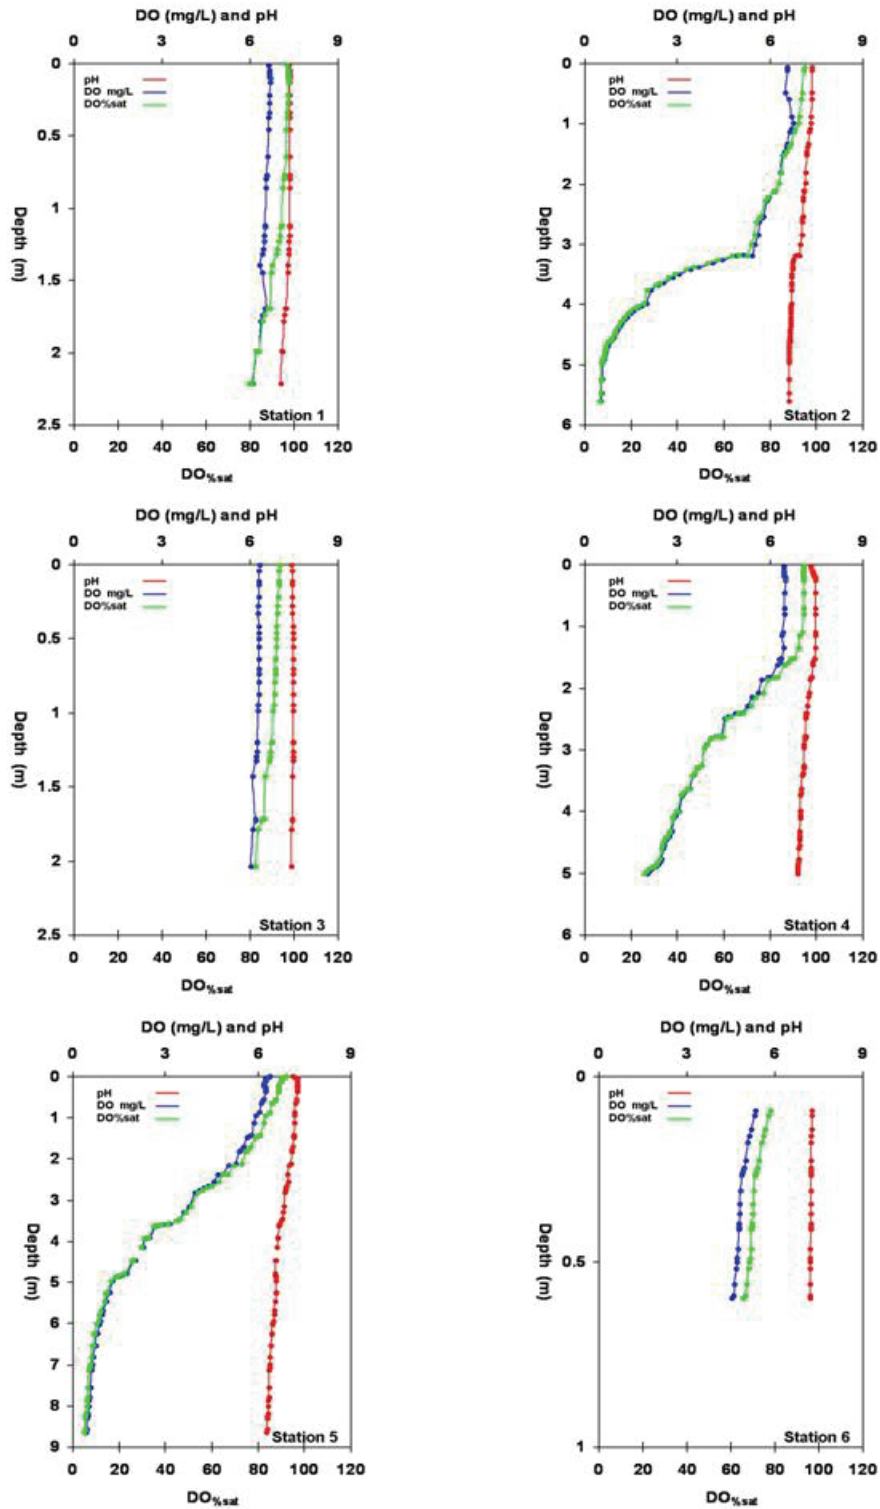 DO (mg/L) and pH
0 3 6 9
0
0.5
1
1.5
2
2.5
Depth (m)
pH
DO mg/L
DO%sat
Station 1
0 20 40 60 80 100 120
DO%sat
DO (mg/L) and pH
0 3 6 9
0
1
2
3
4
5
6
Depth (m)
pH
DO mg/L
DO%sat
Station 2
0 20 40 60 80 100 120
DO%sat
DO (mg/L) and pH
0 3 6 9
0
0.5
1
1.5
2
2.5
Depth (m)
pH
DO mg/L
DO%sat
Station 3
0 20 40 60 80 100 120
DO%sat
DO (mg/L) and pH
0 3 6 9
0
1
2
3
4
5
6
Depth (m)
pH
DO mg/L
DO%sat
Station 4
0 20 40 60 80 100 120
DO%sat
DO (mg/L) and pH
0 3 6 9
0
1
2
3
4
5
6
7
8
9
Depth (m)
pH
DO mg/L
DO%sat
Station 5
0 20 40 60 80 100 120
DO%sat
DO (mg/L) and pH
0 3 6 9
0
0.5
1
Depth (m)
pH
DO mg/L
DO%sat
Station 6
0 20 40 60 80 100 120
DO%sat